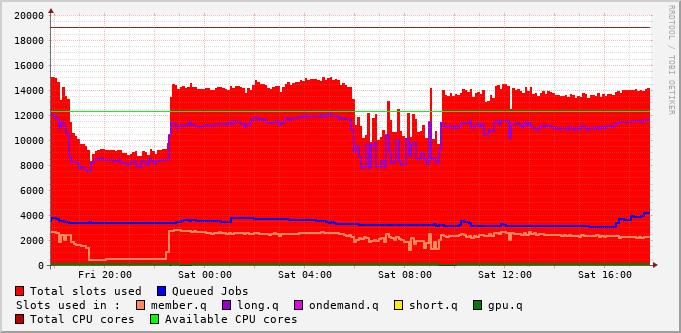 20000
18000
16000
14000
12000
10000
8000
6000
4000
2000
0
Fri 20:00 Sat 00:00 Sat 04:00 Sat 08:00 Sat 12:00 Sat 16:00
Total slots used Queued Jobs
Slots used in : member.q long.q ondemand.q short.q gpu.q
Total CPU cores Available CPU cores
RRDTOOL / TOBI OETIKER